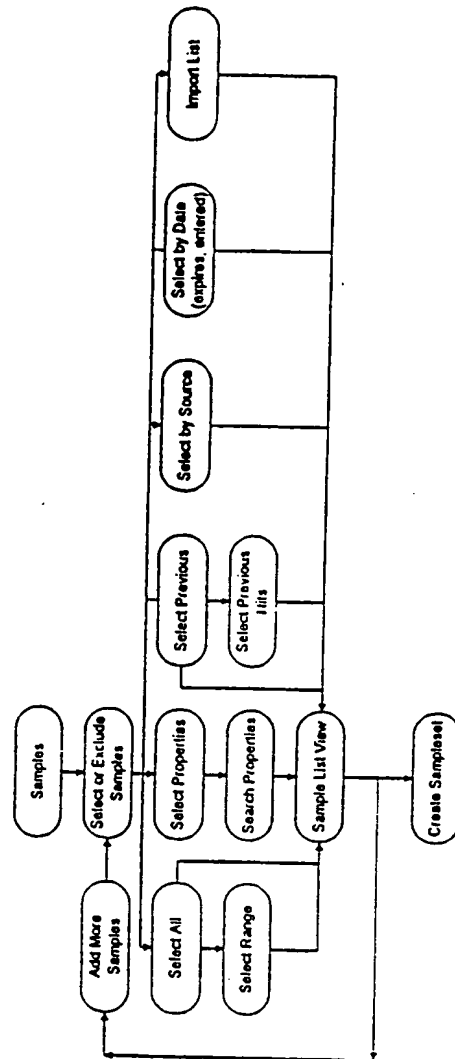 Samples
Add More
Samples
Select or Exclude
Samples
Select All
Select Properties
Select Previous
Select by Source
Select by Date
(expires, entered)
Import List
Select Range
Search Properties
Select Previous
Hits
Sample List View
Create Sampleset